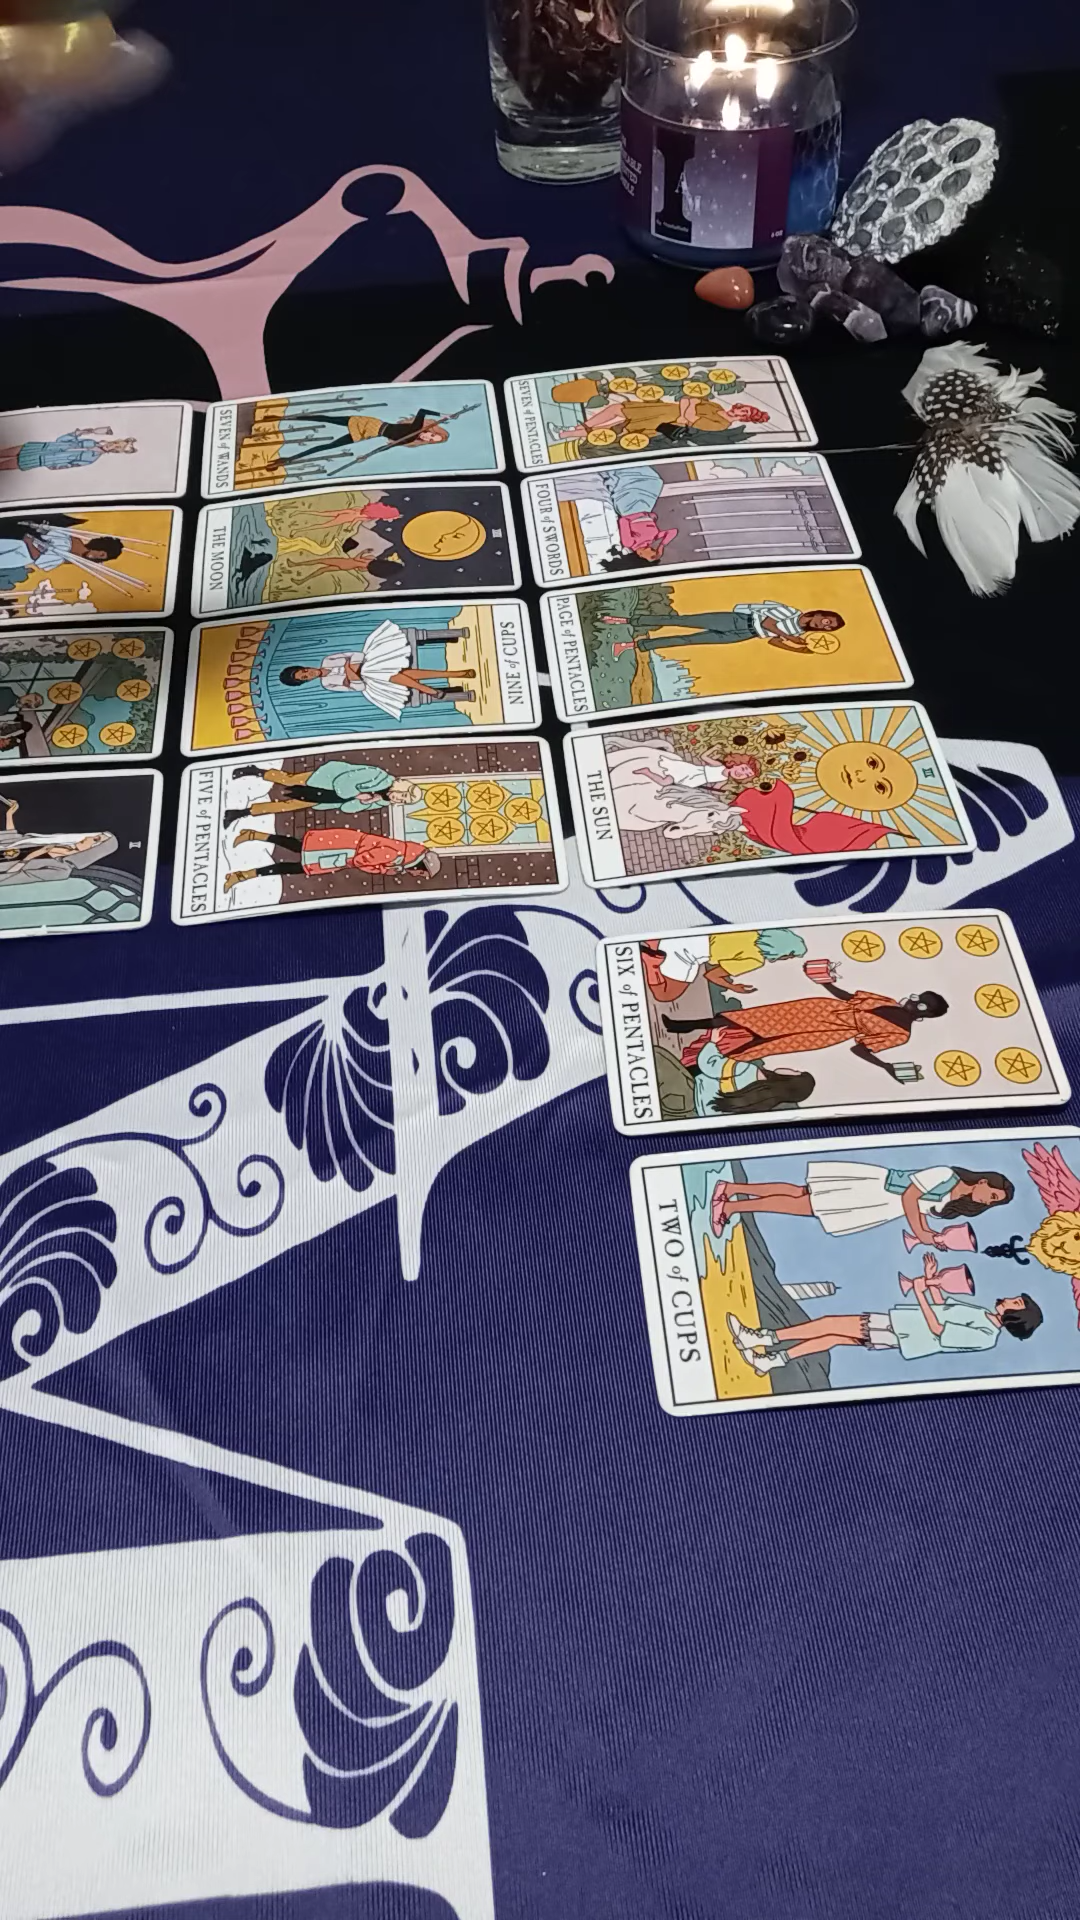 SEVEN of WANDS
SEVEN of PENTACLES
THE MOON
FOUR of SWORDS
NINE of CUPS
PAGE of PENTACLES
FIVE of PENTACLES
THE SUN
II
SIX of PENTACLES
TWO of CUPS